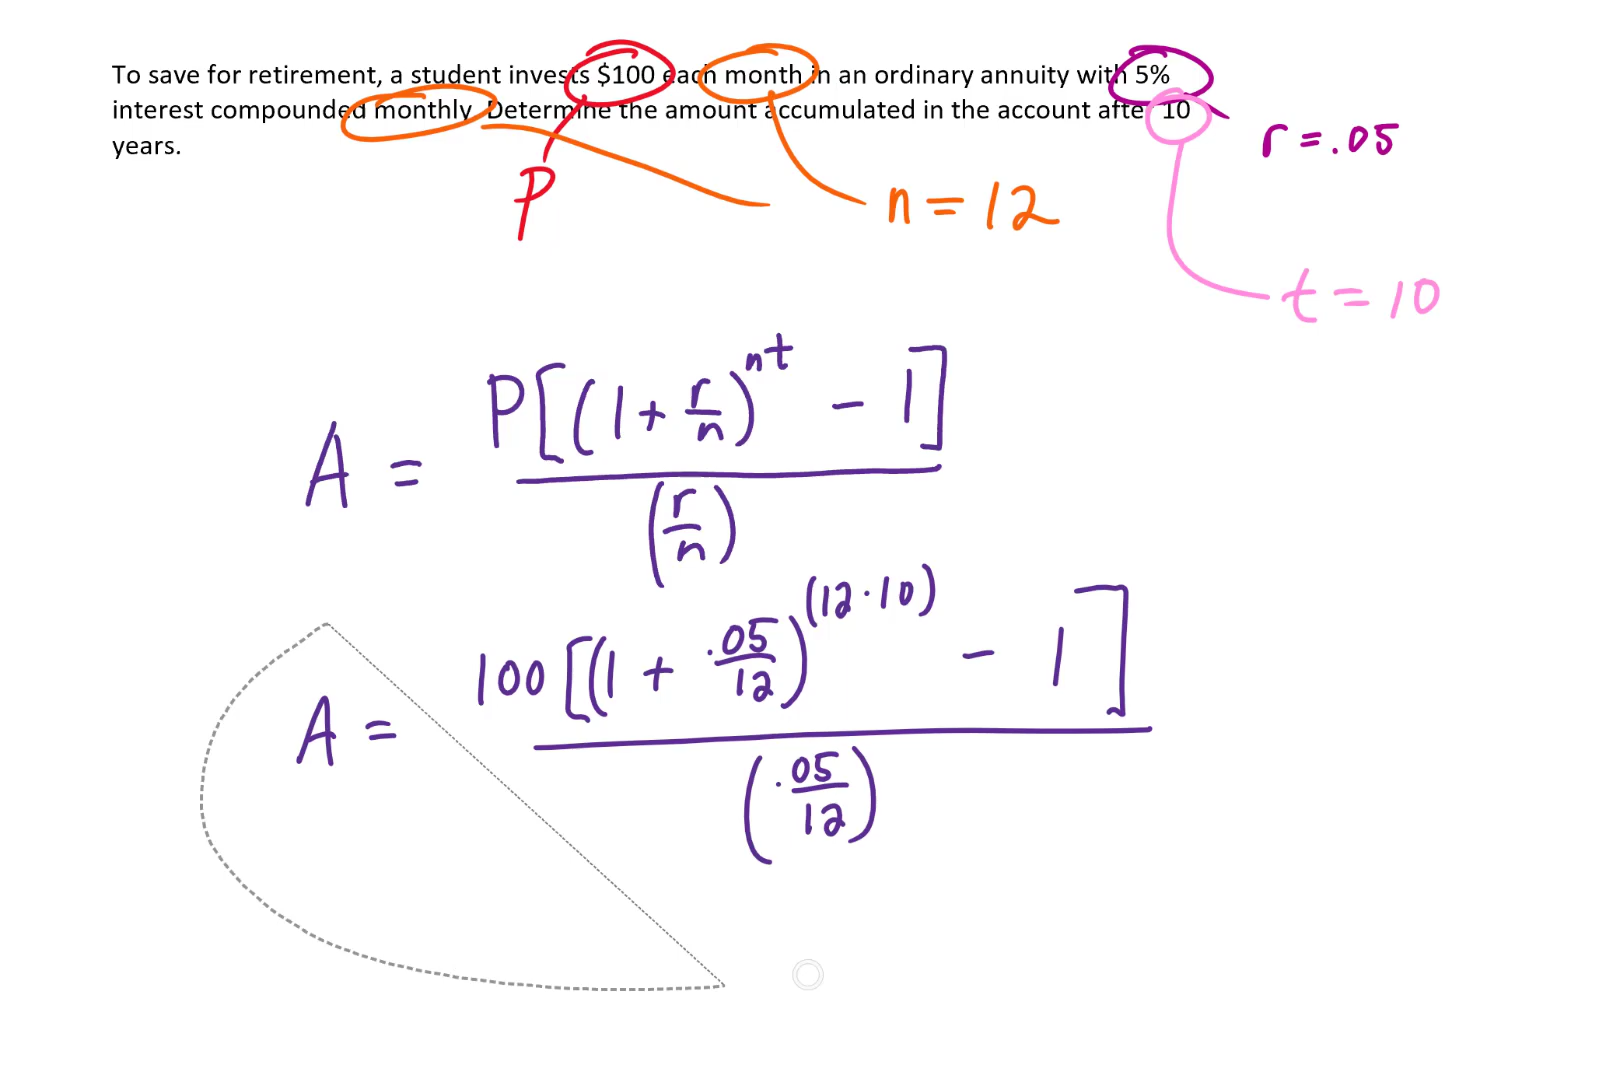 To save for retirement, a student invests $100 each month in an ordinary annuity with 5%
interest compounded monthly. Determine the amount accumulated in the account after 10
years.
r = .05
P
n = 12
t = 10
A = P[(1 + r/n)^nt - 1] / (r/n)
A = 100[(1 + .05/12)^(12·10) - 1] / (.05/12)